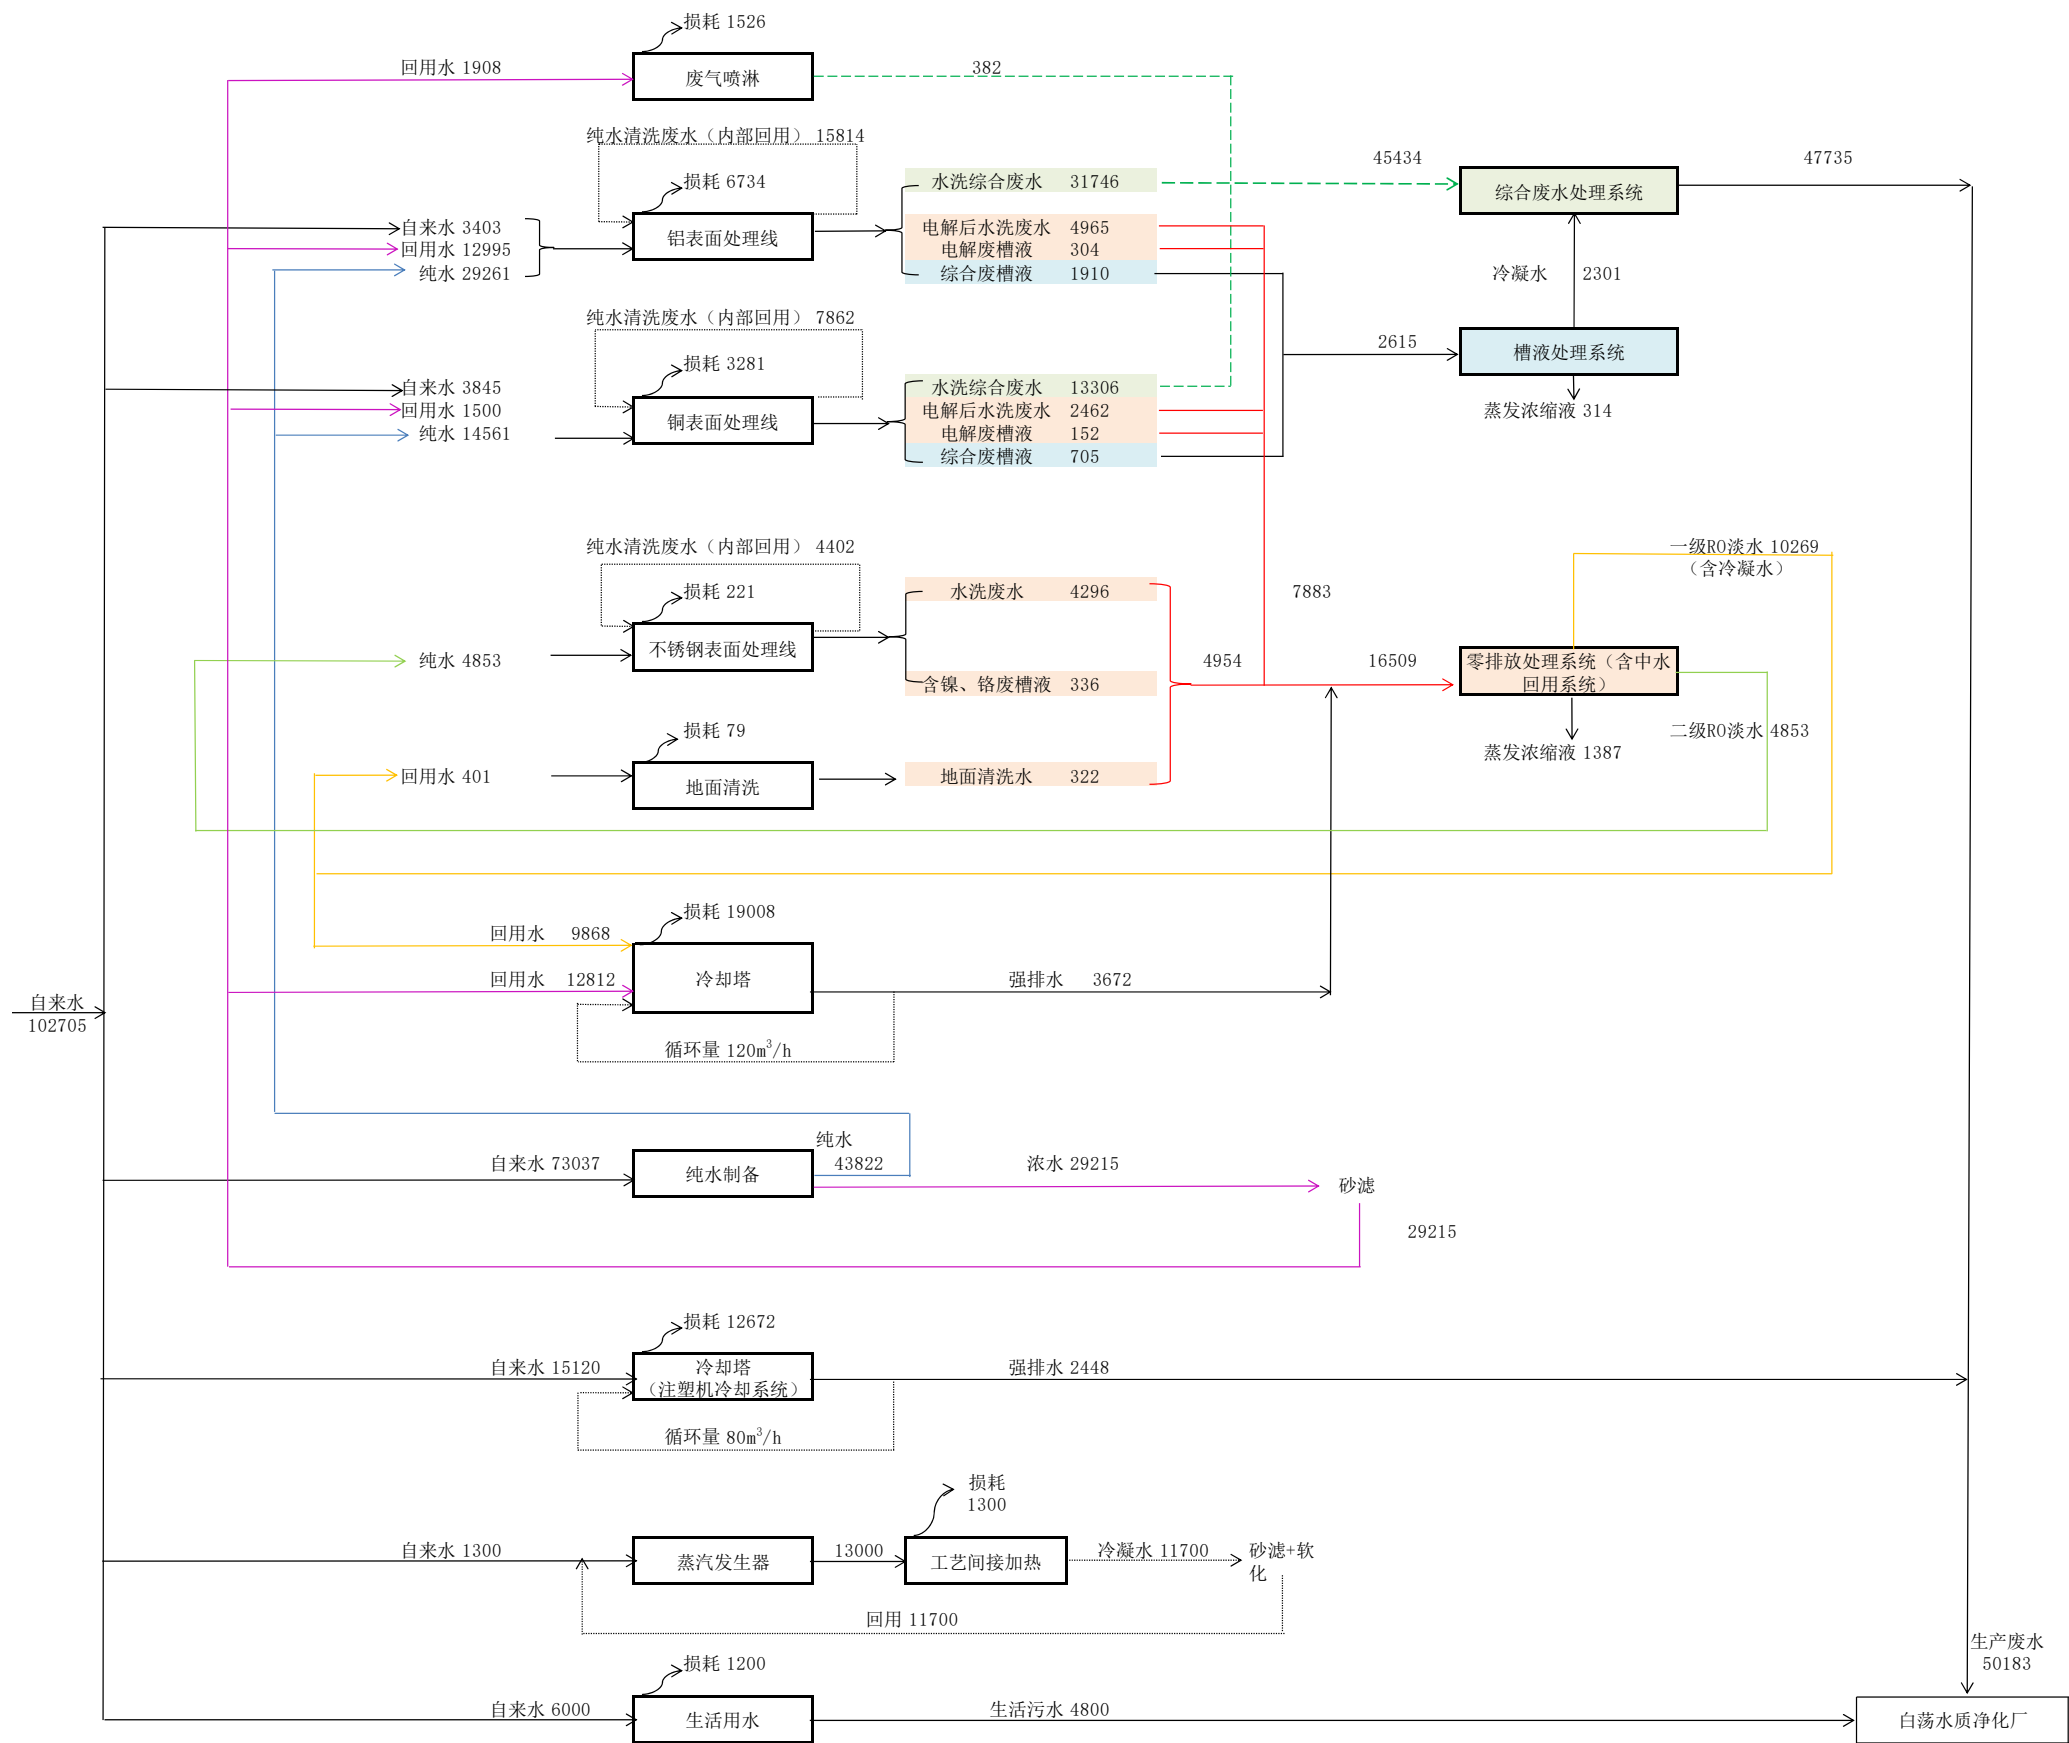 损耗 1526
回用水 1908
废气喷淋
382
纯水清洗废水（内部回用） 15814
45434
47735
损耗 6734
水洗综合废水 31746
综合废水处理系统
自来水 3403
回用水 12995
纯水 29261
铝表面处理线
电解后水洗废水 4965
电解废槽液 304
综合废槽液 1910
冷凝水 2301
纯水清洗废水（内部回用） 7862
2615
槽液处理系统
损耗 3281
自来水 3845
回用水 1500
纯水 14561
铜表面处理线
水洗综合废水 13306
电解后水洗废水 2462
电解废槽液 152
综合废槽液 705
蒸发浓缩液 314
纯水清洗废水（内部回用） 4402
一级RO淡水 10269
（含冷凝水）
损耗 221
水洗废水 4296
7883
纯水 4853
不锈钢表面处理线
含镍、铬废槽液 336
4954
16509
零排放处理系统（含中水
回用系统）
损耗 79
二级RO淡水 4853
蒸发浓缩液 1387
回用水 401
地面清洗
地面清洗水 322
损耗 19008
回用水 9868
回用水 12812
冷却塔
强排水 3672
自来水
102705
循环量 120m³/h
纯水
43822
自来水 73037
纯水制备
浓水 29215
砂滤
29215
损耗 12672
自来水 15120
冷却塔
（注塑机冷却系统）
强排水 2448
循环量 80m³/h
损耗
1300
自来水 1300
蒸汽发生器
13000
工艺间接加热
冷凝水 11700
砂滤+软
化
回用 11700
生产废水
50183
损耗 1200
自来水 6000
生活用水
生活污水 4800
白荡水质净化厂